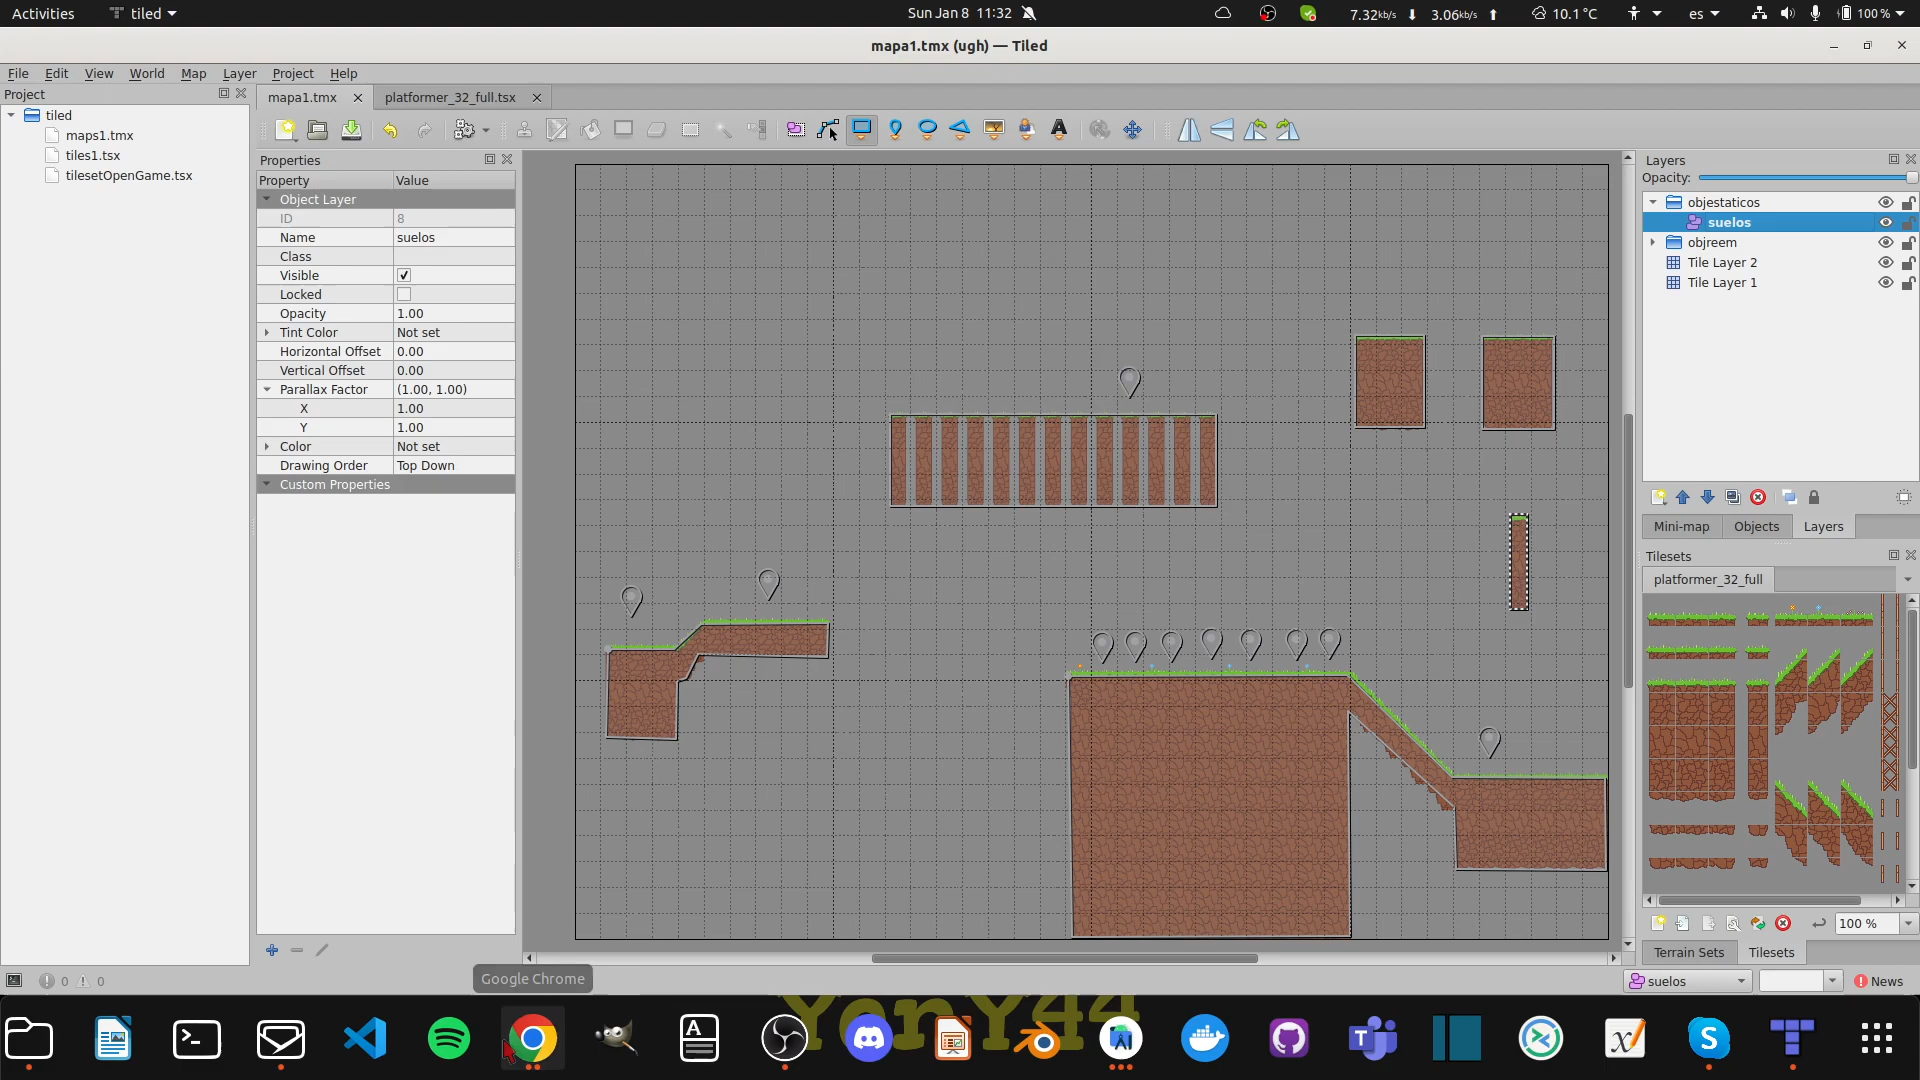 Activities
tiled
Sun Jan 8 11:32
7.32kb/s
3.06kb/s
10.1 °C
es
100 %
mapa1.tmx (ugh) — Tiled
File Edit View World Map Layer Project Help
Project
tiled
maps1.tmx
tiles1.tsx
tilesetOpenGame.tsx
mapa1.tmx
platformer_32_full.tsx
Properties
Property Value
Object Layer
ID 8
Name suelos
Class
Visible
Locked
Opacity 1.00
Tint Color Not set
Horizontal Offset 0.00
Vertical Offset 0.00
Parallax Factor (1.00, 1.00)
X 1.00
Y 1.00
Color Not set
Drawing Order Top Down
Custom Properties
Layers
Opacity:
objestaticos
suelos
objreem
Tile Layer 2
Tile Layer 1
Mini-map Objects Layers
Tilesets
platformer_32_full
100 %
Terrain Sets Tilesets
0 0
Google Chrome
suelos
News
YerY44